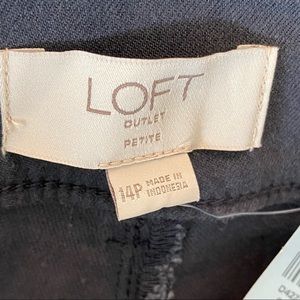 LOFT
OUTLET
PETITE
14P MADE IN
INDONESIA